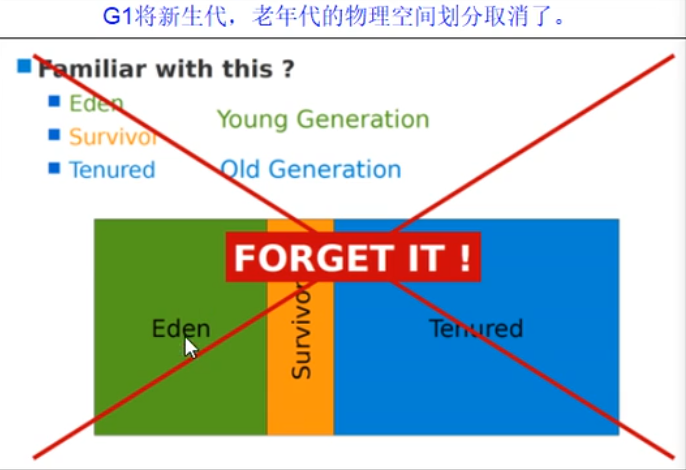 G1将新生代，老年代的物理空间划分取消了。
Familiar with this ?
Eden
Young Generation
Survivor
Tenured
Old Generation
FORGET IT !
Eden
Survivor
Tenured